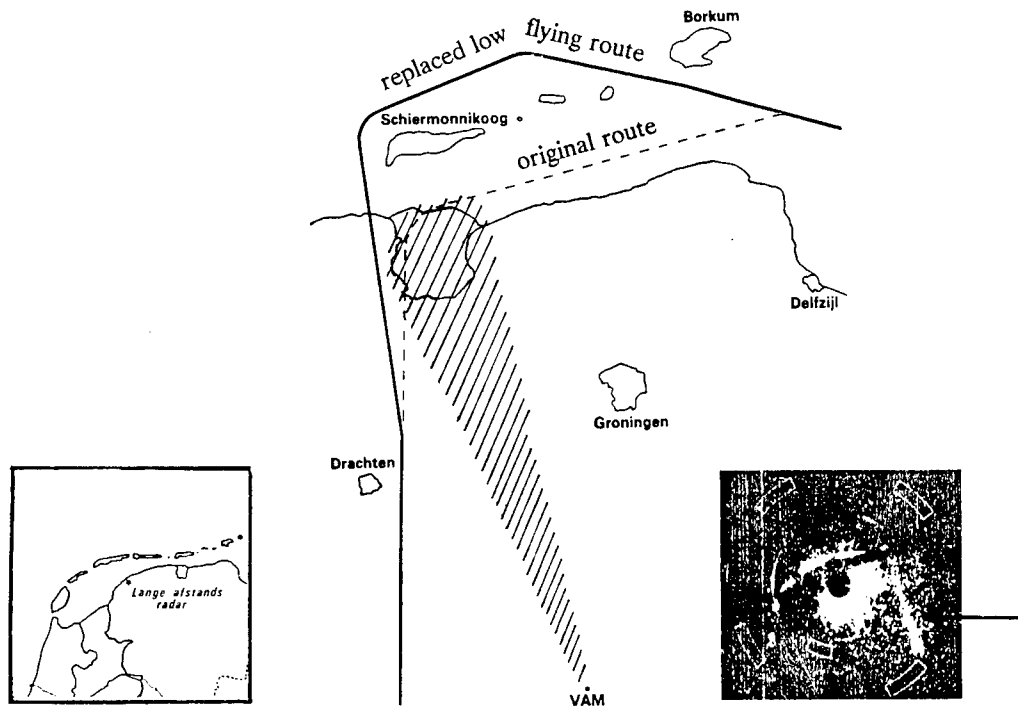 Borkum
replaced low flying route
Schiermonnikoog
original route
Delfzijl
Groningen
Drachten
Lange afstands
radar
VAM